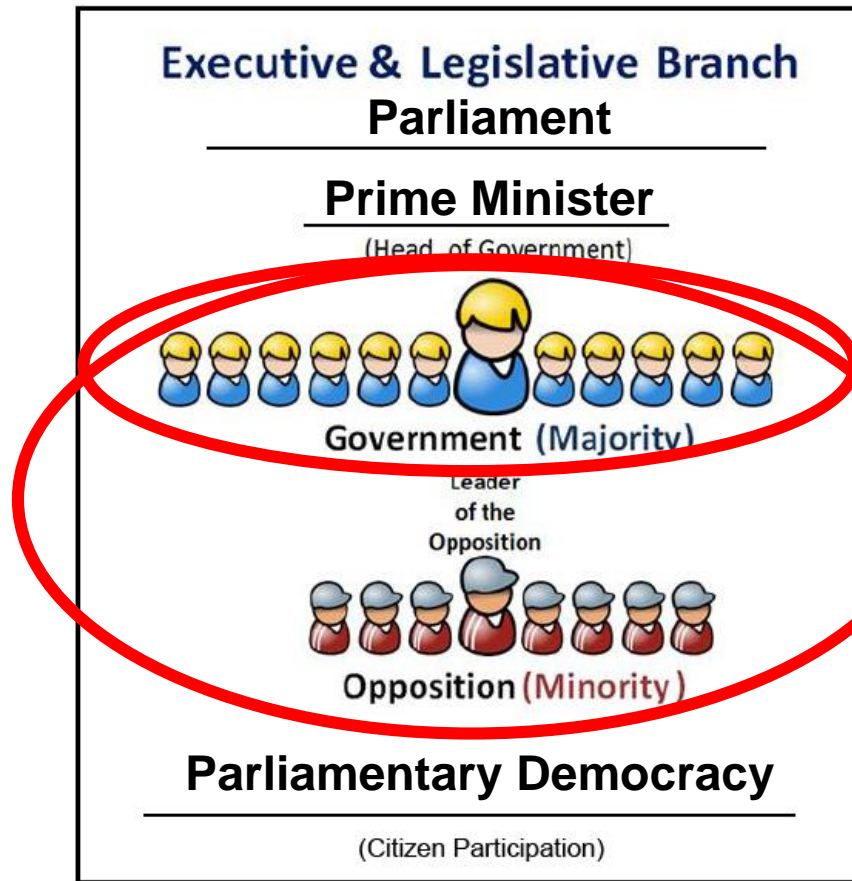 Executive & Legislative Branch
Parliament
Prime Minister
(Head of Government)
Government (Majority)
Leader
of the
Opposition
Opposition (Minority)
Parliamentary Democracy
(Citizen Participation)